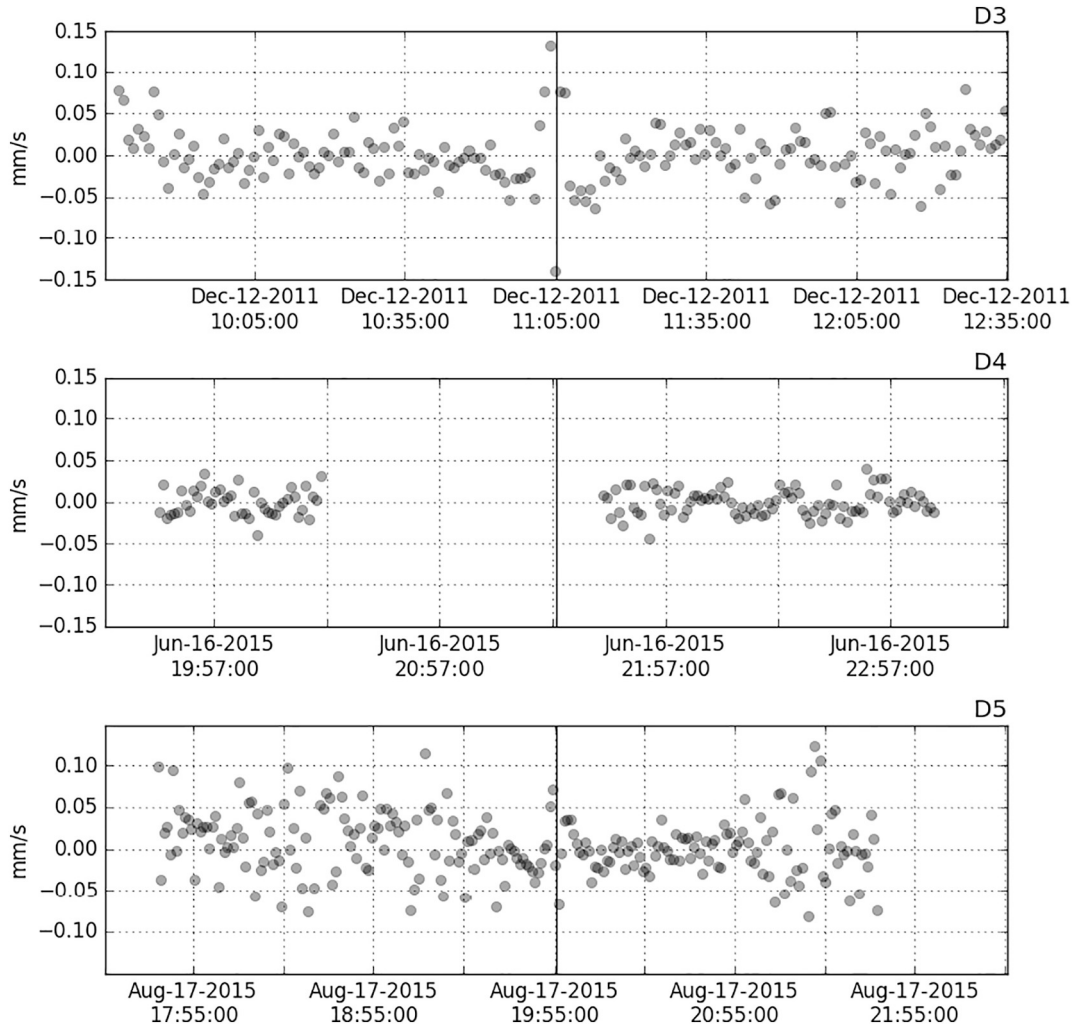 D3
0.15
0.10
0.05
0.00
−0.05
−0.10
−0.15
mm/s
Dec-12-2011 Dec-12-2011 Dec-12-2011 Dec-12-2011 Dec-12-2011 Dec-12-2011
10:05:00 10:35:00 11:05:00 11:35:00 12:05:00 12:35:00
D4
0.15
0.10
0.05
0.00
−0.05
−0.10
−0.15
mm/s
Jun-16-2015 Jun-16-2015 Jun-16-2015 Jun-16-2015
19:57:00 20:57:00 21:57:00 22:57:00
D5
0.10
0.05
0.00
−0.05
−0.10
mm/s
Aug-17-2015 Aug-17-2015 Aug-17-2015 Aug-17-2015 Aug-17-2015
17:55:00 18:55:00 19:55:00 20:55:00 21:55:00